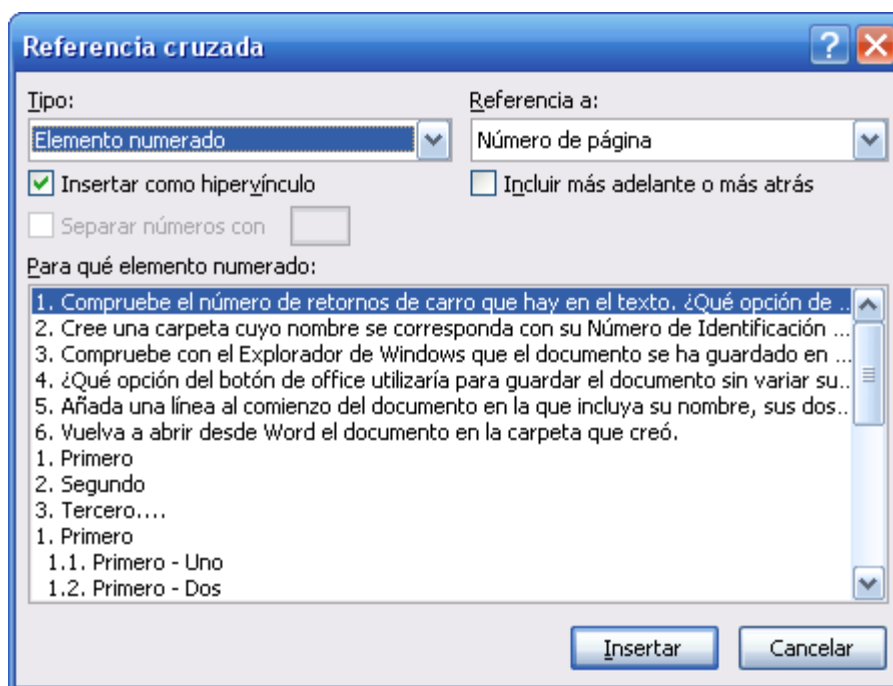 Referencia cruzada
Tipo:
Referencia a:
Elemento numerado
Número de página
Insertar como hipervínculo
Incluir más adelante o más atrás
Separar números con
Para qué elemento numerado:
1. Compruebe el número de retornos de carro que hay en el texto. ¿Qué opción de ...
2. Cree una carpeta cuyo nombre se corresponda con su Número de Identificación ...
3. Compruebe con el Explorador de Windows que el documento se ha guardado en ...
4. ¿Qué opción del botón de office utilizaría para guardar el documento sin variar su...
5. Añada una línea al comienzo del documento en la que incluya su nombre, sus dos...
6. Vuelva a abrir desde Word el documento en la carpeta que creó.
1. Primero
2. Segundo
3. Tercero....
1. Primero
1.1. Primero - Uno
1.2. Primero - Dos
Insertar
Cancelar